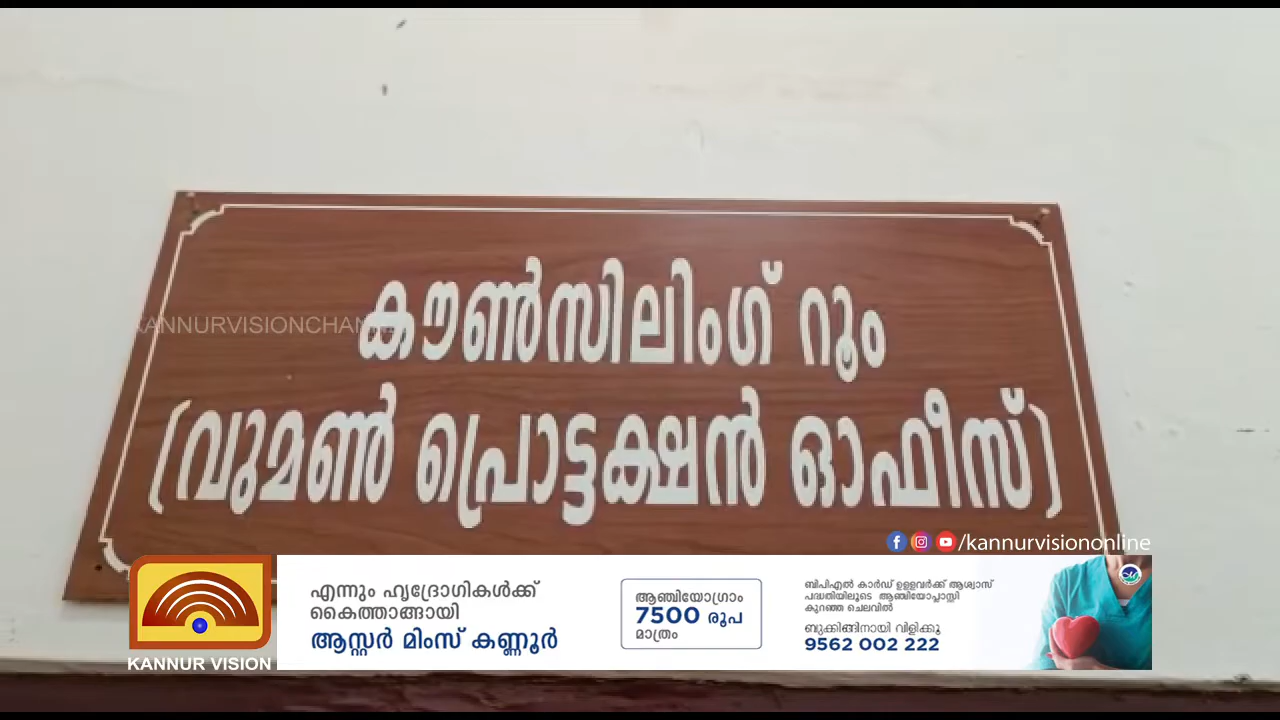 കൗൺസിലിംഗ് റൂം
(വുമൺ പ്രൊട്ടക്ഷൻ ഓഫീസ്)
KANNURVISIONCHAN
/kannurvisiononline
KANNUR VISION
എന്നും ഹൃദ്രോഗികൾക്ക്
കൈത്താങ്ങായി
ആസ്റ്റർ മിംസ് കണ്ണൂർ
ആഞ്ചിയോഗ്രാം
7500 രൂപ
മാത്രം
ബിപിഎൽ കാർഡ് ഉള്ളവർക്ക് ആശ്വാസ്
പദ്ധതിയിലൂടെ ആഞ്ചിയോപ്ലാസ്റ്റി
കുറഞ്ഞ ചെലവിൽ
ബുക്കിങ്ങിനായി വിളിക്കൂ
9562 002 222